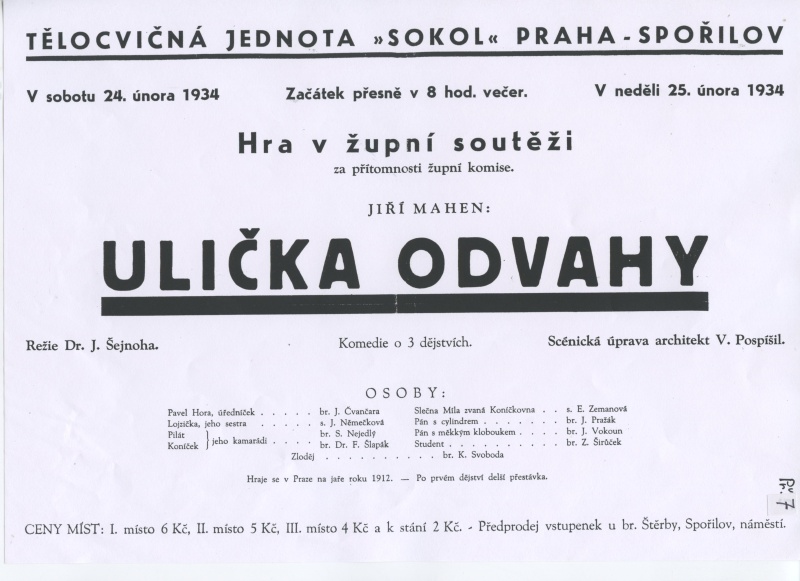 TĚLOCVIČNÁ JEDNOTA »SOKOL« PRAHA - SPOŘILOV
V sobotu 24. února 1934 Začátek přesně v 8 hod. večer. V neděli 25. února 1934
Hra v župní soutěži
za přítomnosti župní komise.
JIŘÍ MAHEN:
ULIČKA ODVAHY
Režie Dr. J. Šejnoha. Komedie o 3 dějstvích. Scénická úprava architekt V. Pospíšil.
OSOBY:
Pavel Hora, úředníček . . . . . br. J. Čvančara Slečna Míla zvaná Koníčkovna . . s. E. Zemanová
Lojzička, jeho sestra . . . . . s. J. Němečková Pán s cylindrem . . . . . . . br. J. Pražák
Pilát } jeho kamarádi . . . . br. S. Nejedlý Pán s měkkým kloboukem . . . . br. J. Vokoun
Koníček br. Dr. F. Šlapák Student . . . . . . . . . . br. Z. Širůček
Zloděj . . . . . . . . . . br. K. Svoboda
Hraje se v Praze na jaře roku 1912. — Po prvém dějství delší přestávka.
Př. 7
CENY MÍST: I. místo 6 Kč, II. místo 5 Kč, III. místo 4 Kč a k stání 2 Kč. - Předprodej vstupenek u br. Štěrby, Spořilov, náměstí.